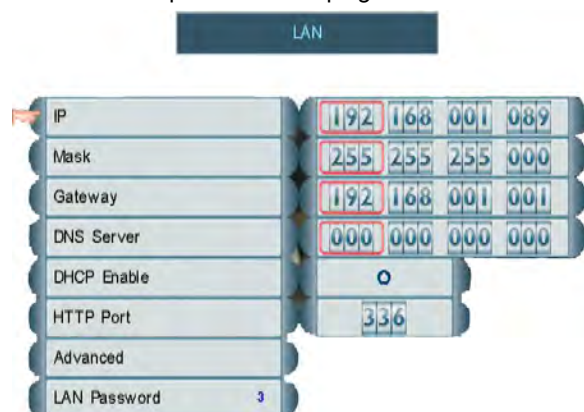 LAN
IP 192 168 001 089
Mask 255 255 255 000
Gateway 192 168 001 001
DNS Server 000 000 000 000
DHCP Enable
HTTP Port 336
Advanced
LAN Password 3